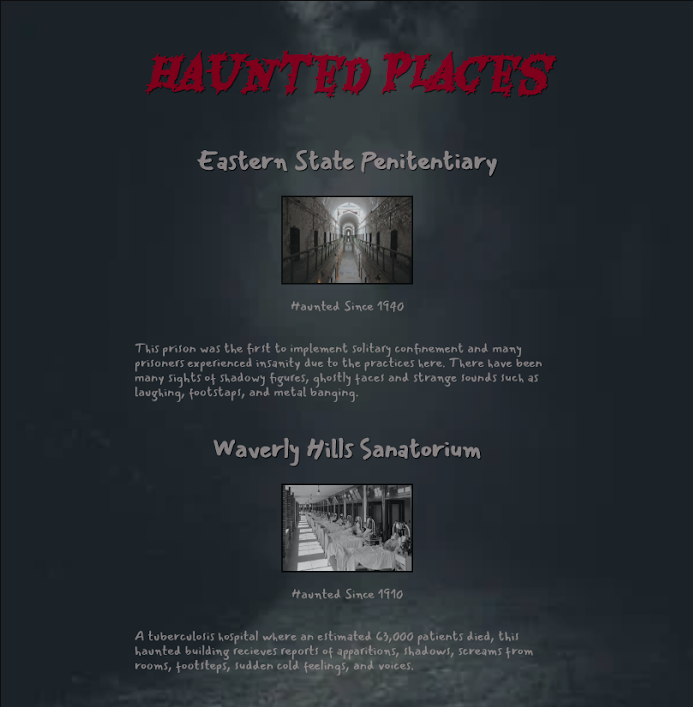 HAUNTED PLACES
Eastern State Penitentiary
Haunted Since 1940
This prison was the first to implement solitary confinement and many
prisoners experienced insanity due to the practices here. There have been
many sights of shadowy figures, ghostly faces and strange sounds such as
laughing, footstaps, and metal banging.
Waverly Hills Sanatorium
Haunted Since 1910
A tuberculosis hospital where an estimated 63,000 patients died, this
haunted building recieves reports of apparitions, shadows, screams from
rooms, footsteps, sudden cold feelings, and voices.